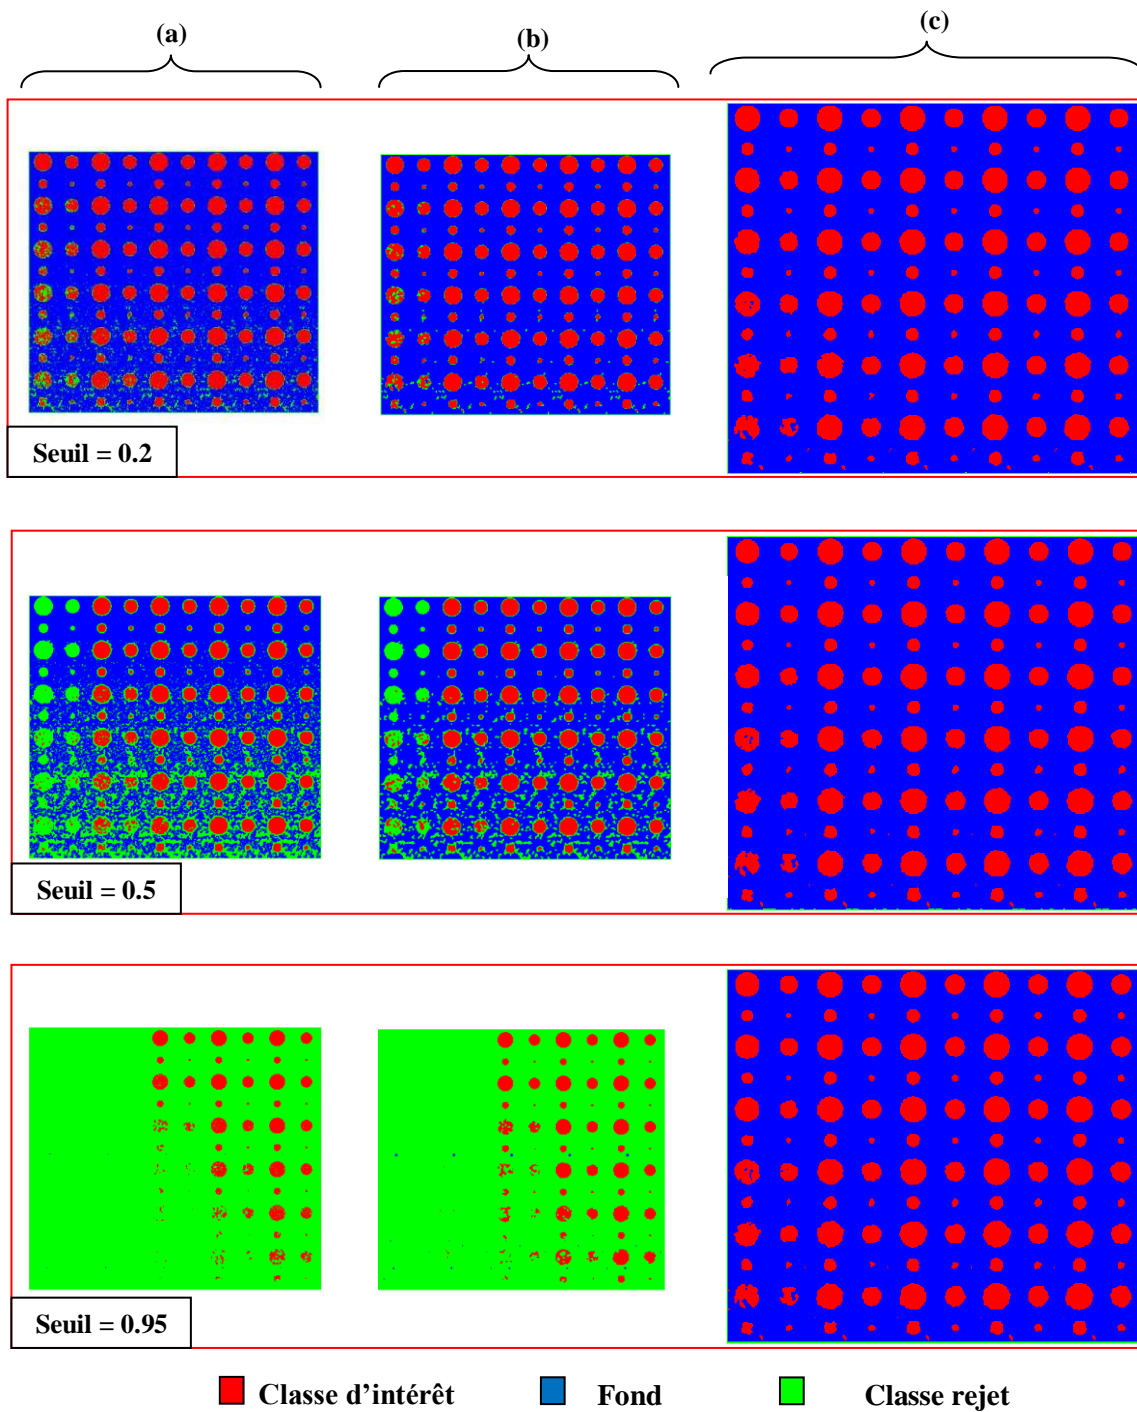 (a)
(b)
(c)
Seuil = 0.2
Seuil = 0.5
Seuil = 0.95
Classe d'intérêt
Fond
Classe rejet